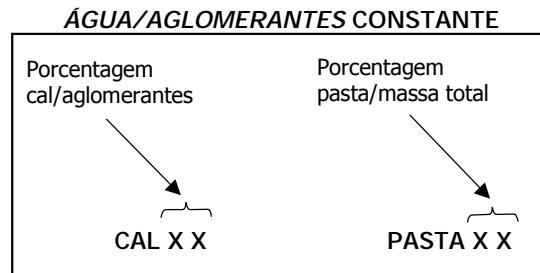 ÁGUA/AGLOMERANTES CONSTANTE
Porcentagem
cal/aglomerantes
Porcentagem
pasta/massa total
CAL X X
PASTA X X